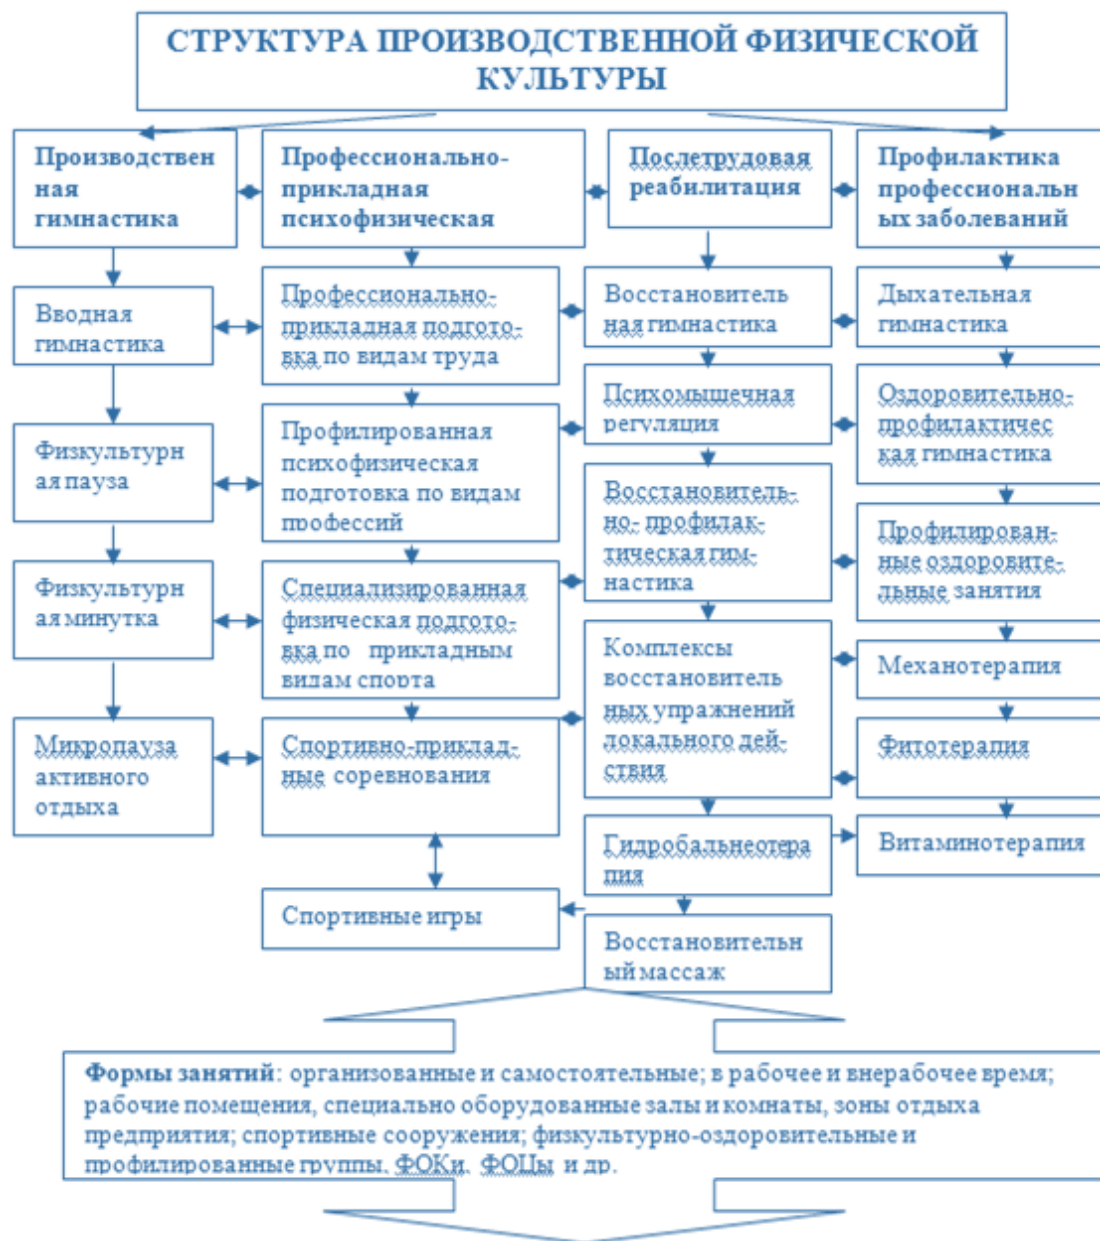 СТРУКТУРА ПРОИЗВОДСТВЕННОЙ ФИЗИЧЕСКОЙ
КУЛЬТУРЫ
Производствен
ная
гимнастика
Профессионально-
прикладная
психофизическая
Послетрудовая
реабилитация
Профилактика
профессиональн
ых заболеваний
Вводная
гимнастика
Профессионально-
прикладная подгото-
вка по видам труда
Восстановитель
ная гимнастика
Дыхательная
гимнастика
Физкультурн
ая пауза
Профилированная
психофизическая
подготовка по видам
профессий
Психомышечная
регуляция
Оздоровительно-
профилактичес
кая гимнастика
Восстановитель-
но- профилак-
тическая гим-
настика
Профилирован-
ные оздоровите-
льные занятия
Физкультурн
ая минутка
Специализированная
физическая подгото-
вка по прикладным
видам спорта
Комплексы
восстановитель
ных упражнений
локального дей-
ствия
Механотерапия
Микропауза
активного
отдыха
Спортивно-приклад-
ные соревнования
Фитотерапия
Гидробальнеотера
пия
Витаминотерапия
Спортивные игры
Восстановительн
ый массаж
Формы занятий: организованные и самостоятельные; в рабочее и внерабочее время;
рабочие помещения, специально оборудованные залы и комнаты, зоны отдыха
предприятия; спортивные сооружения; физкультурно-оздоровительные и
профилированные группы, ФОКи, ФОЦы и др.